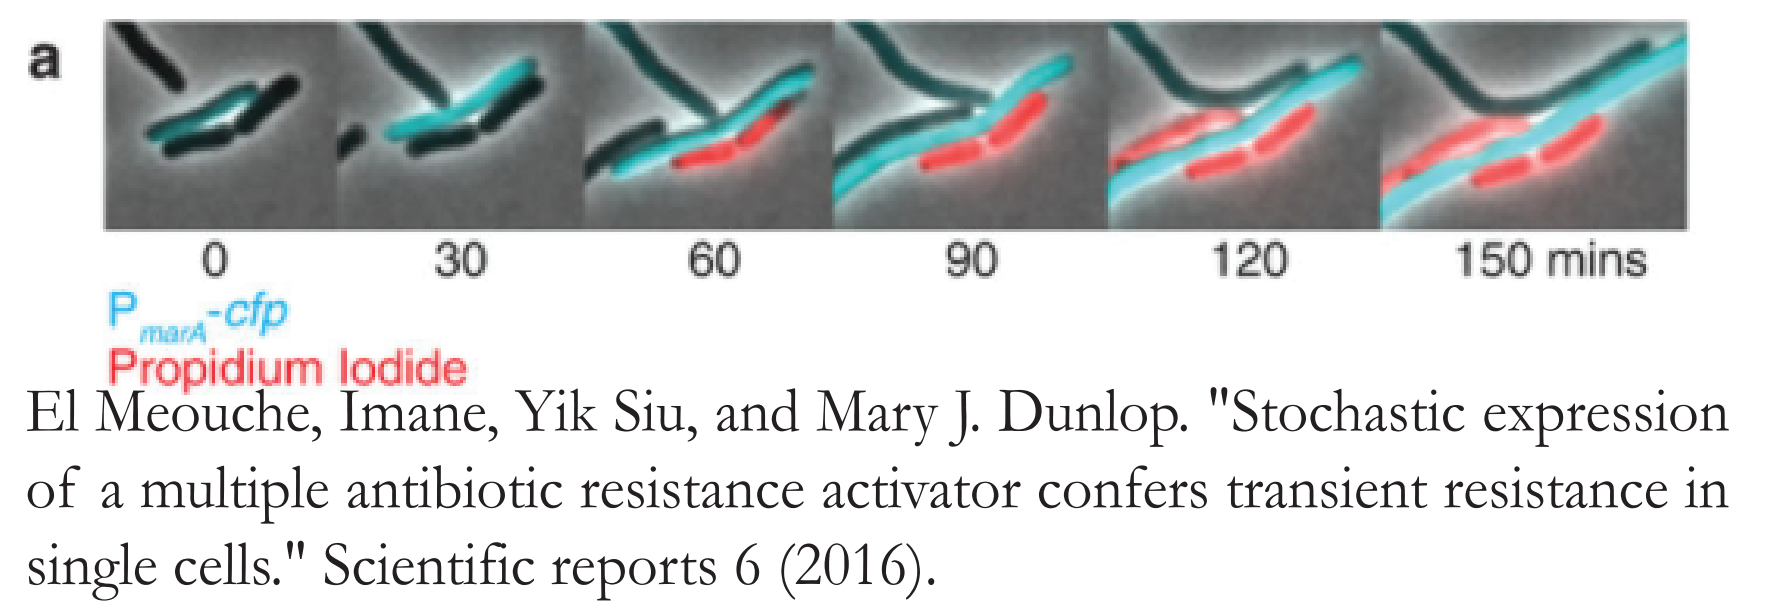 a
0 30 60 90 120 150 mins
PmarA-cfp
Propidium Iodide
El Meouche, Imane, Yik Siu, and Mary J. Dunlop. "Stochastic expression
of a multiple antibiotic resistance activator confers transient resistance in
single cells." Scientific reports 6 (2016).